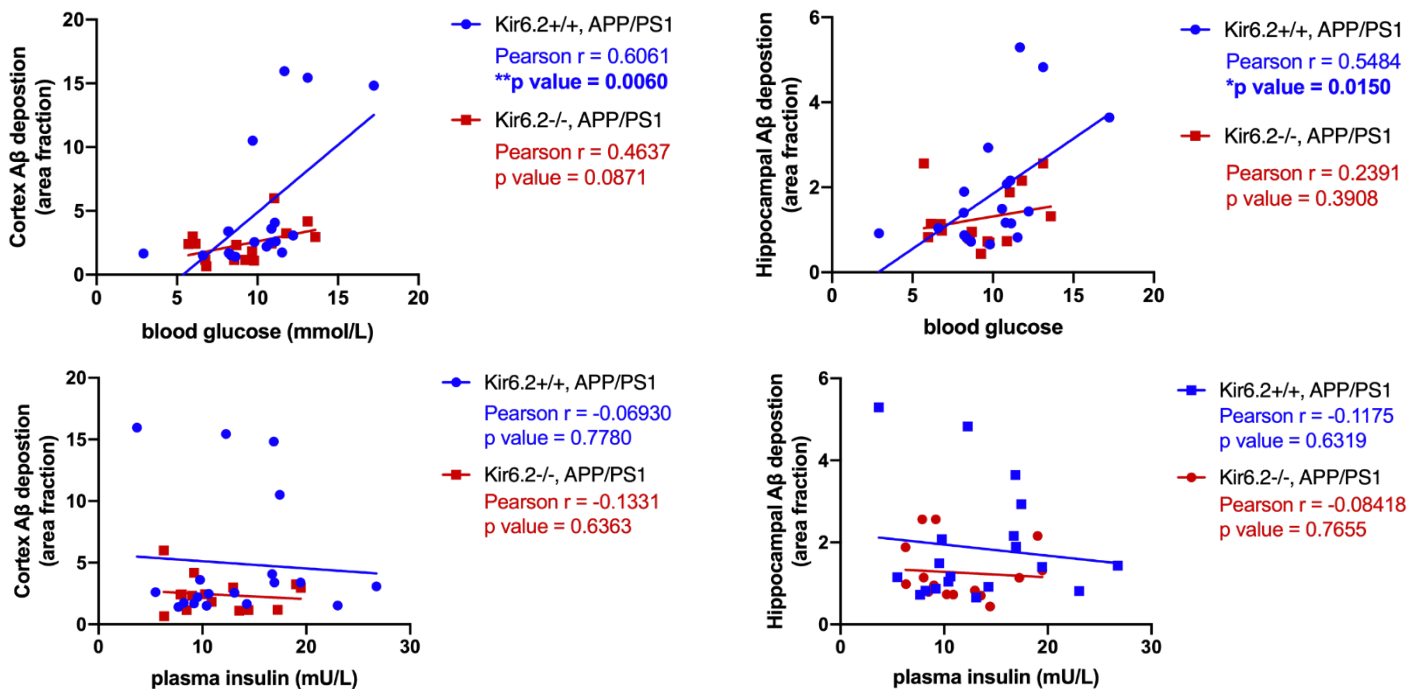 Cortex Aβ depostion
(area fraction)
20
15
10
5
0
0 5 10 15 20
blood glucose (mmol/L)
Kir6.2+/+, APP/PS1
Pearson r = 0.6061
**p value = 0.0060
Kir6.2-/-, APP/PS1
Pearson r = 0.4637
p value = 0.0871
Hippocampal Aβ depostion
(area fraction)
6
4
2
0
0 5 10 15 20
blood glucose
Kir6.2+/+, APP/PS1
Pearson r = 0.5484
*p value = 0.0150
Kir6.2-/-, APP/PS1
Pearson r = 0.2391
p value = 0.3908
Cortex Aβ depostion
(area fraction)
20
15
10
5
0
0 10 20 30
plasma insulin (mU/L)
Kir6.2+/+, APP/PS1
Pearson r = -0.06930
p value = 0.7780
Kir6.2-/-, APP/PS1
Pearson r = -0.1331
p value = 0.6363
Hippocampal Aβ depostion
(area fraction)
6
4
2
0
0 10 20 30
plasma insulin (mU/L)
Kir6.2+/+, APP/PS1
Pearson r = -0.1175
p value = 0.6319
Kir6.2-/-, APP/PS1
Pearson r = -0.08418
p value = 0.7655